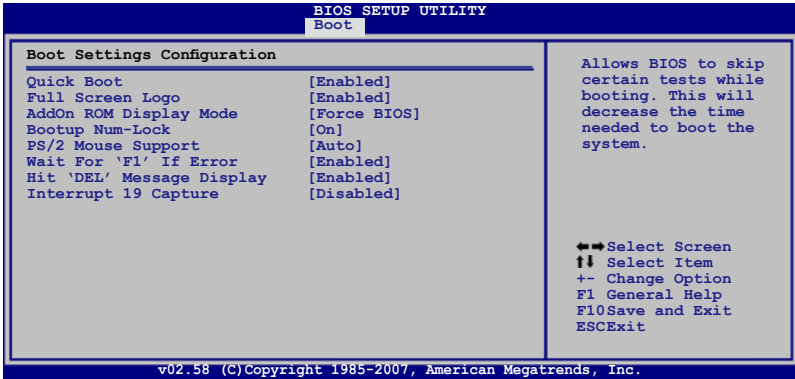 BIOS SETUP UTILITY
Boot
Boot Settings Configuration
Quick Boot [Enabled]
Full Screen Logo [Enabled]
AddOn ROM Display Mode [Force BIOS]
Bootup Num-Lock [On]
PS/2 Mouse Support [Auto]
Wait For ‘F1’ If Error [Enabled]
Hit ‘DEL’ Message Display [Enabled]
Interrupt 19 Capture [Disabled]
Allows BIOS to skip
certain tests while
booting. This will
decrease the time
needed to boot the
system.
←→Select Screen
↑↓ Select Item
+- Change Option
F1 General Help
F10Save and Exit
ESCExit
v02.58 (C)Copyright 1985-2007, American Megatrends, Inc.